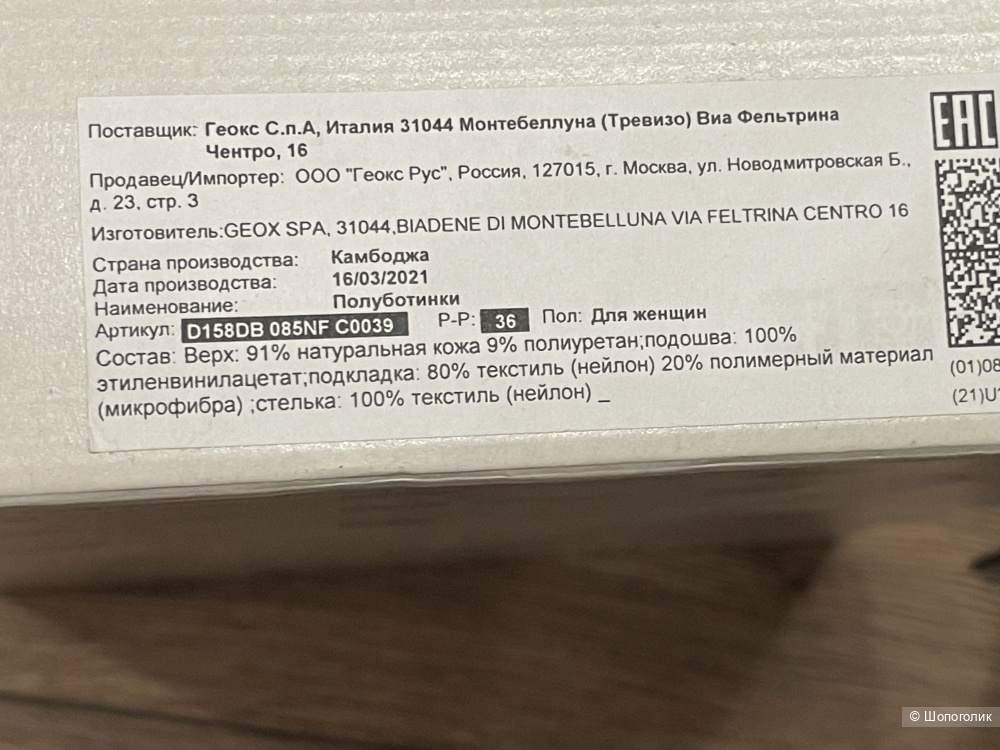 Поставщик: Геокс С.п.А, Италия 31044 Монтебеллуна (Тревизо) Виа Фельтрина
Чентро, 16
Продавец/Импортер: ООО "Геокс Рус", Россия, 127015, г. Москва, ул. Новодмитровская Б.,
д. 23, стр. 3
Изготовитель:GEOX SPA, 31044,BIADENE DI MONTEBELLUNA VIA FELTRINA CENTRO 16
Страна производства: Камбоджа
Дата производства: 16/03/2021
Наименование: Полуботинки
Артикул: D158DB 085NF C0039 Р-Р: 36 Пол: Для женщин
Состав: Верх: 91% натуральная кожа 9% полиуретан;подошва: 100%
этиленвинилацетат;подкладка: 80% текстиль (нейлон) 20% полимерный материал
(микрофибра) ;стелька: 100% текстиль (нейлон) _
EAC
(01)08
(21)U
© Шопоголик